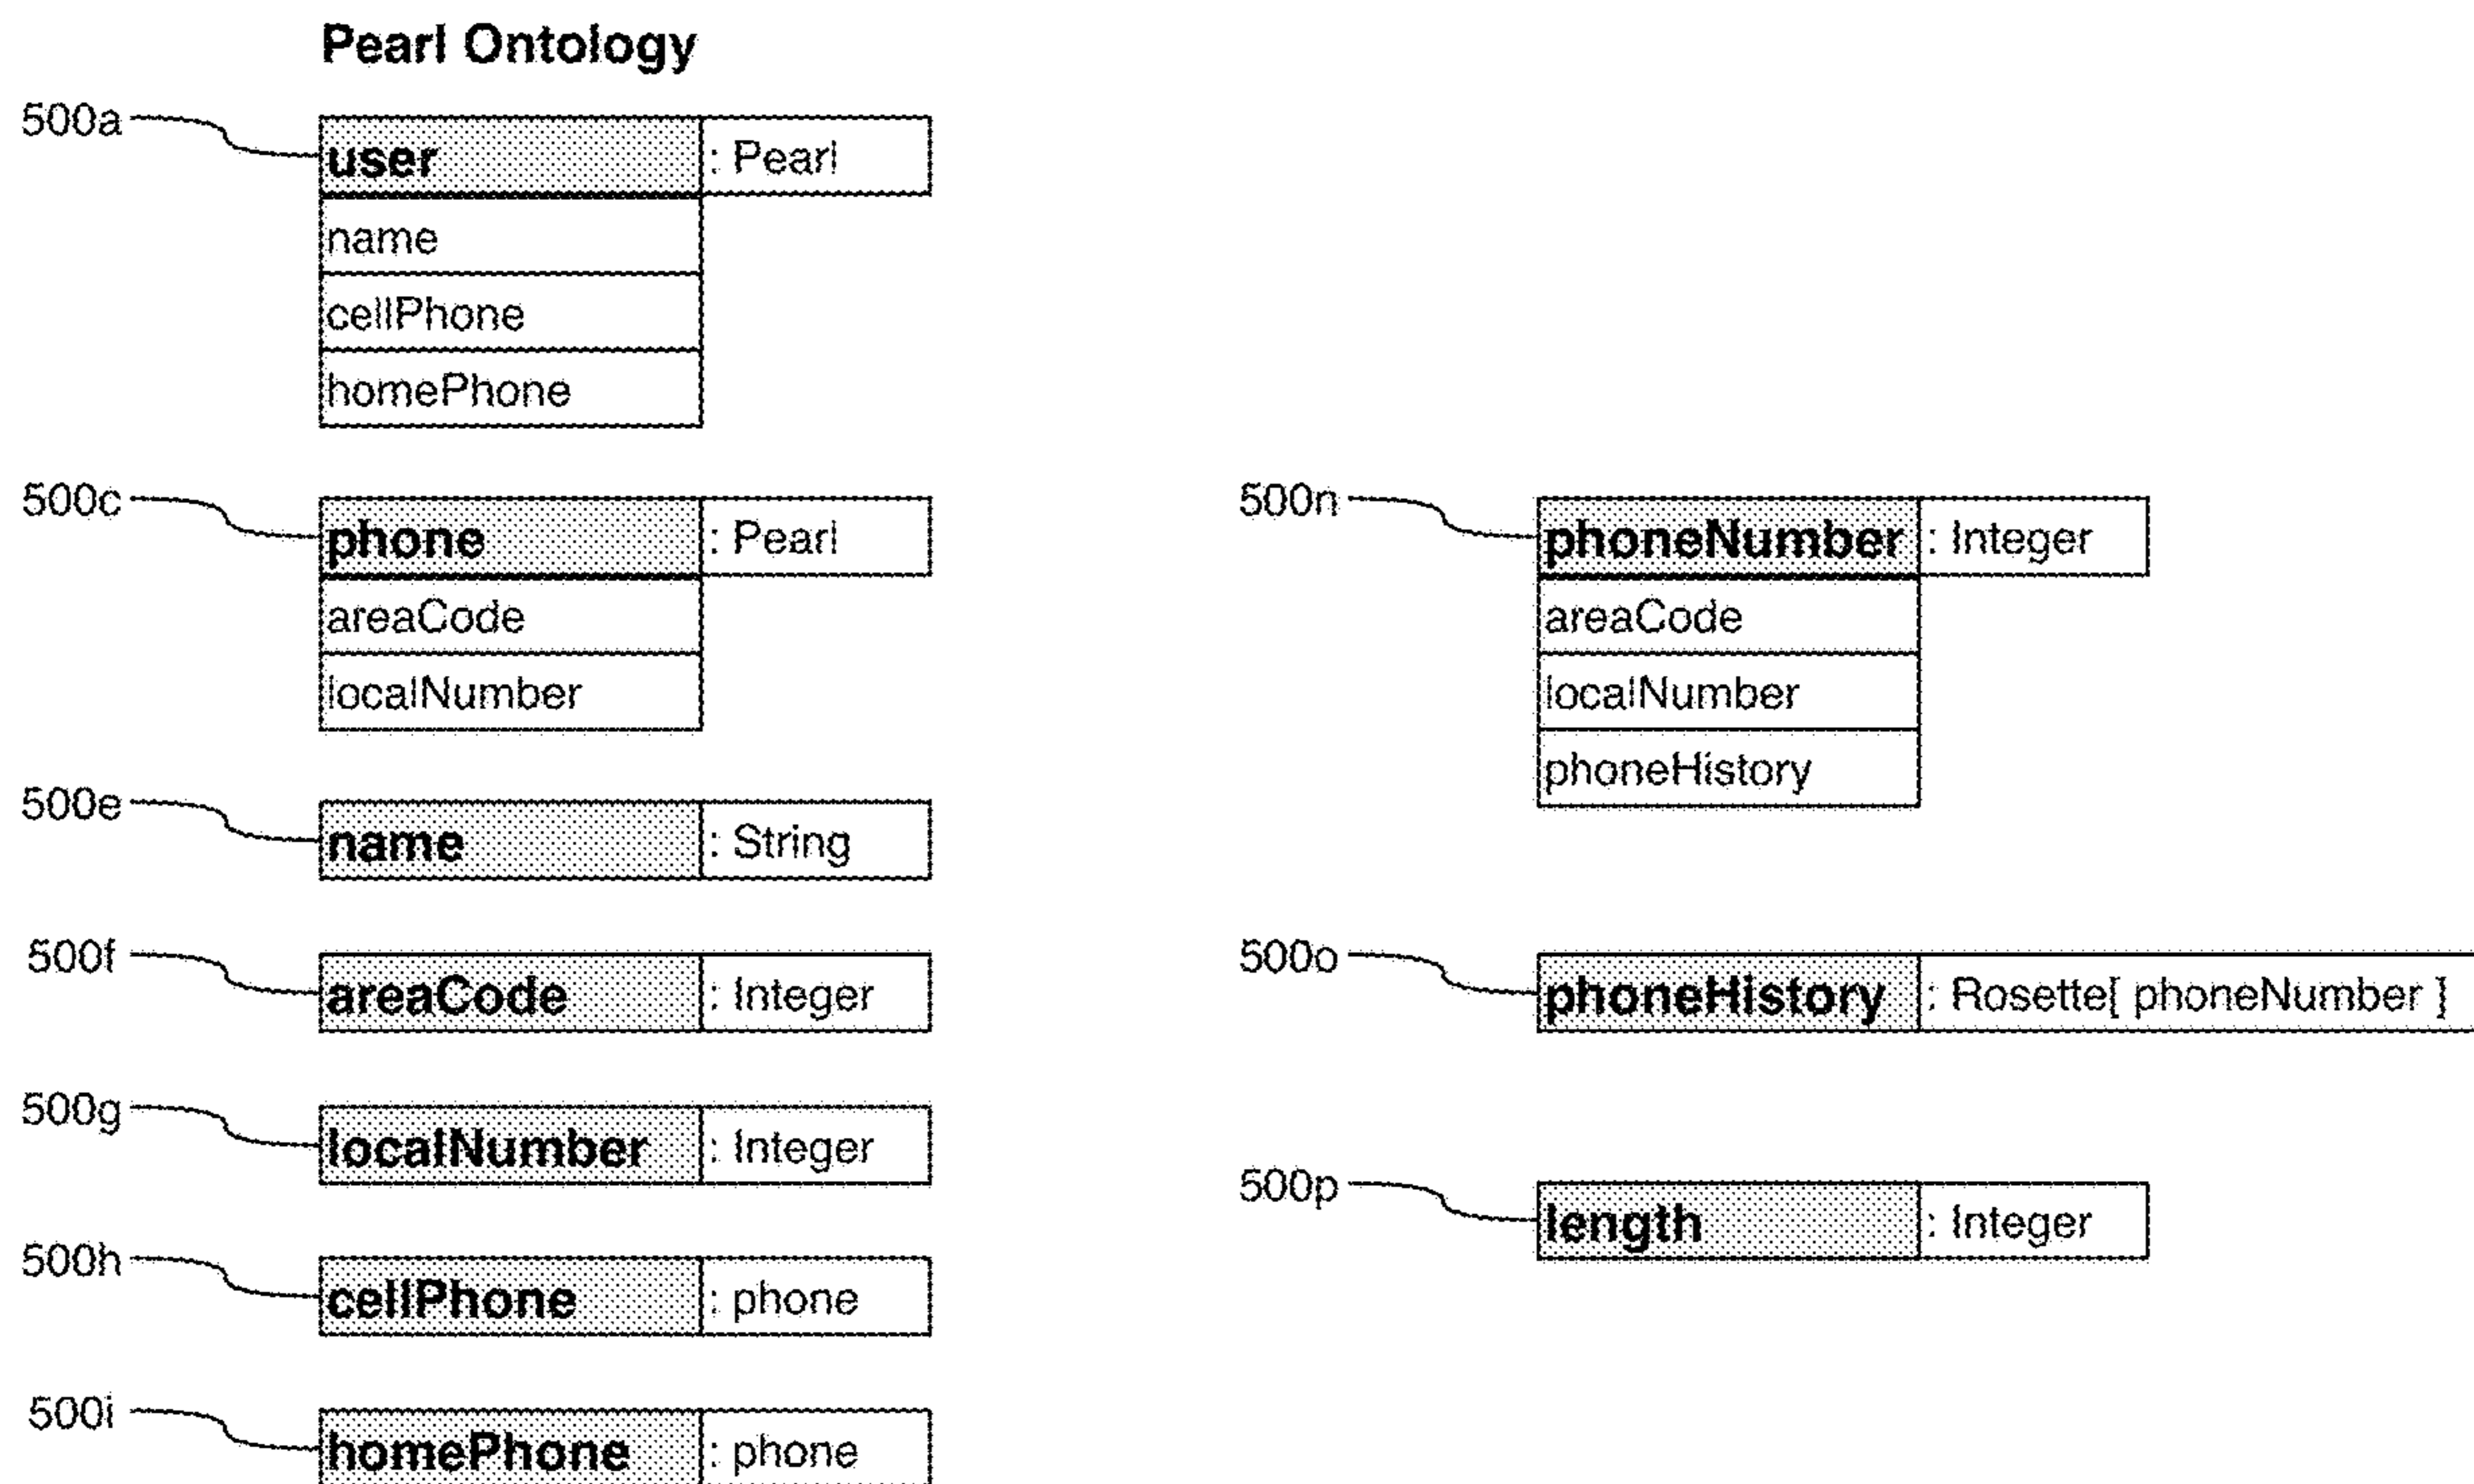 Pearl Ontology
500a
user : Pearl
name
cellPhone
homePhone
500c
phone : Pearl
areaCode
localNumber
500e
name : String
500f
areaCode : Integer
500g
localNumber : Integer
500h
cellPhone : phone
500i
homePhone : phone
500n
phoneNumber : Integer
areaCode
localNumber
phoneHistory
500o
phoneHistory : Rosette[ phoneNumber ]
500p
length : Integer